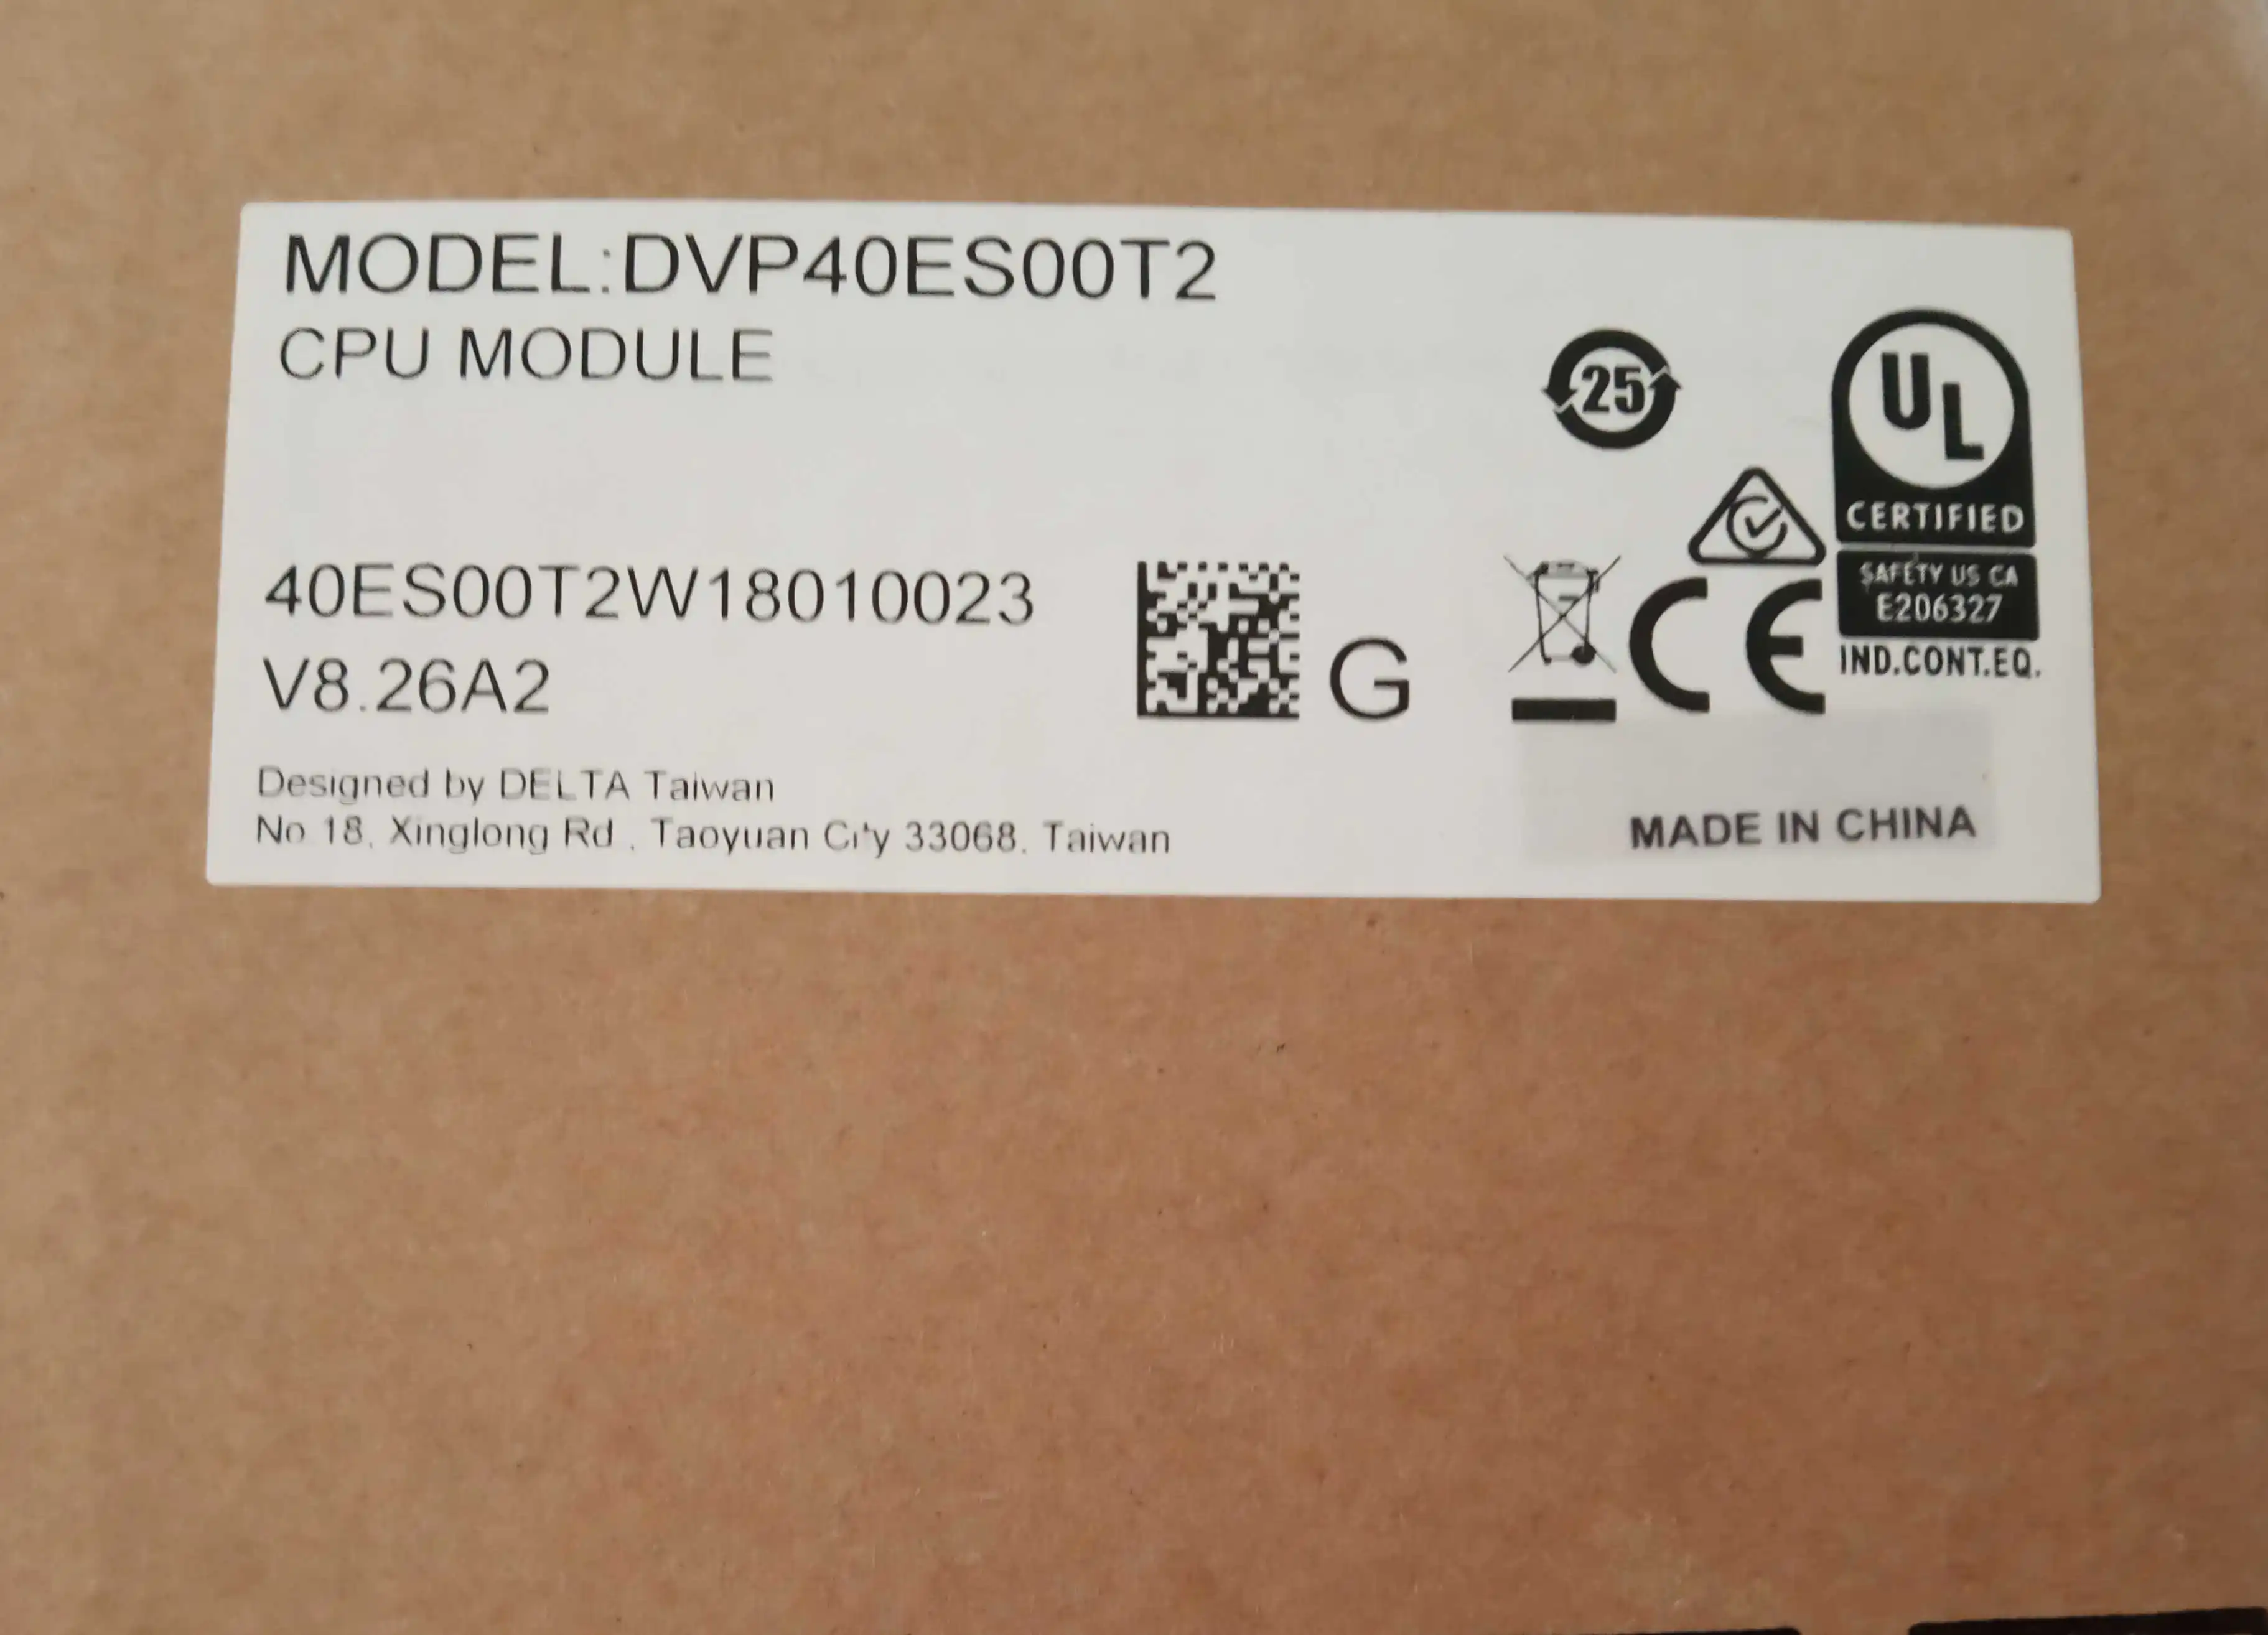 MODEL:DVP40ES00T2
CPU MODULE
25
UL
CERTIFIED
SAFETY US CA
E206327
IND.CONT.EQ.
40ES00T2W18010023
V8.26A2
G
CE
Designed by DELTA Taiwan
No 18, Xinglong Rd., Taoyuan City 33068, Taiwan
MADE IN CHINA